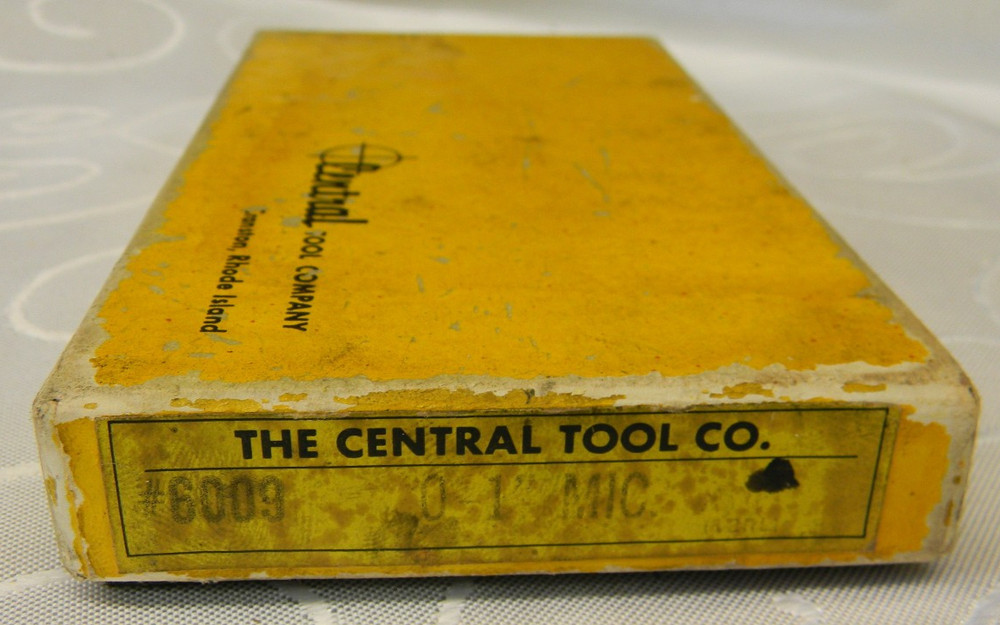 Central
TOOL COMPANY
Cranston, Rhode Island
THE CENTRAL TOOL CO.
#6009 0 1" MIC.